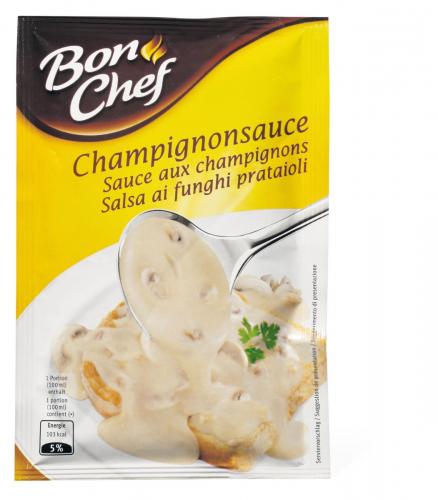 Bon
Chef
Champignonsauce
Sauce aux champignons
Salsa ai funghi prataioli
1 Portion
(100 ml)
enthält
1 portion
(100 ml)
contient (•)
Energie
103 kcal
5%
Serviervorschlag / Suggestion de présentation / Suggerimento di presentazione